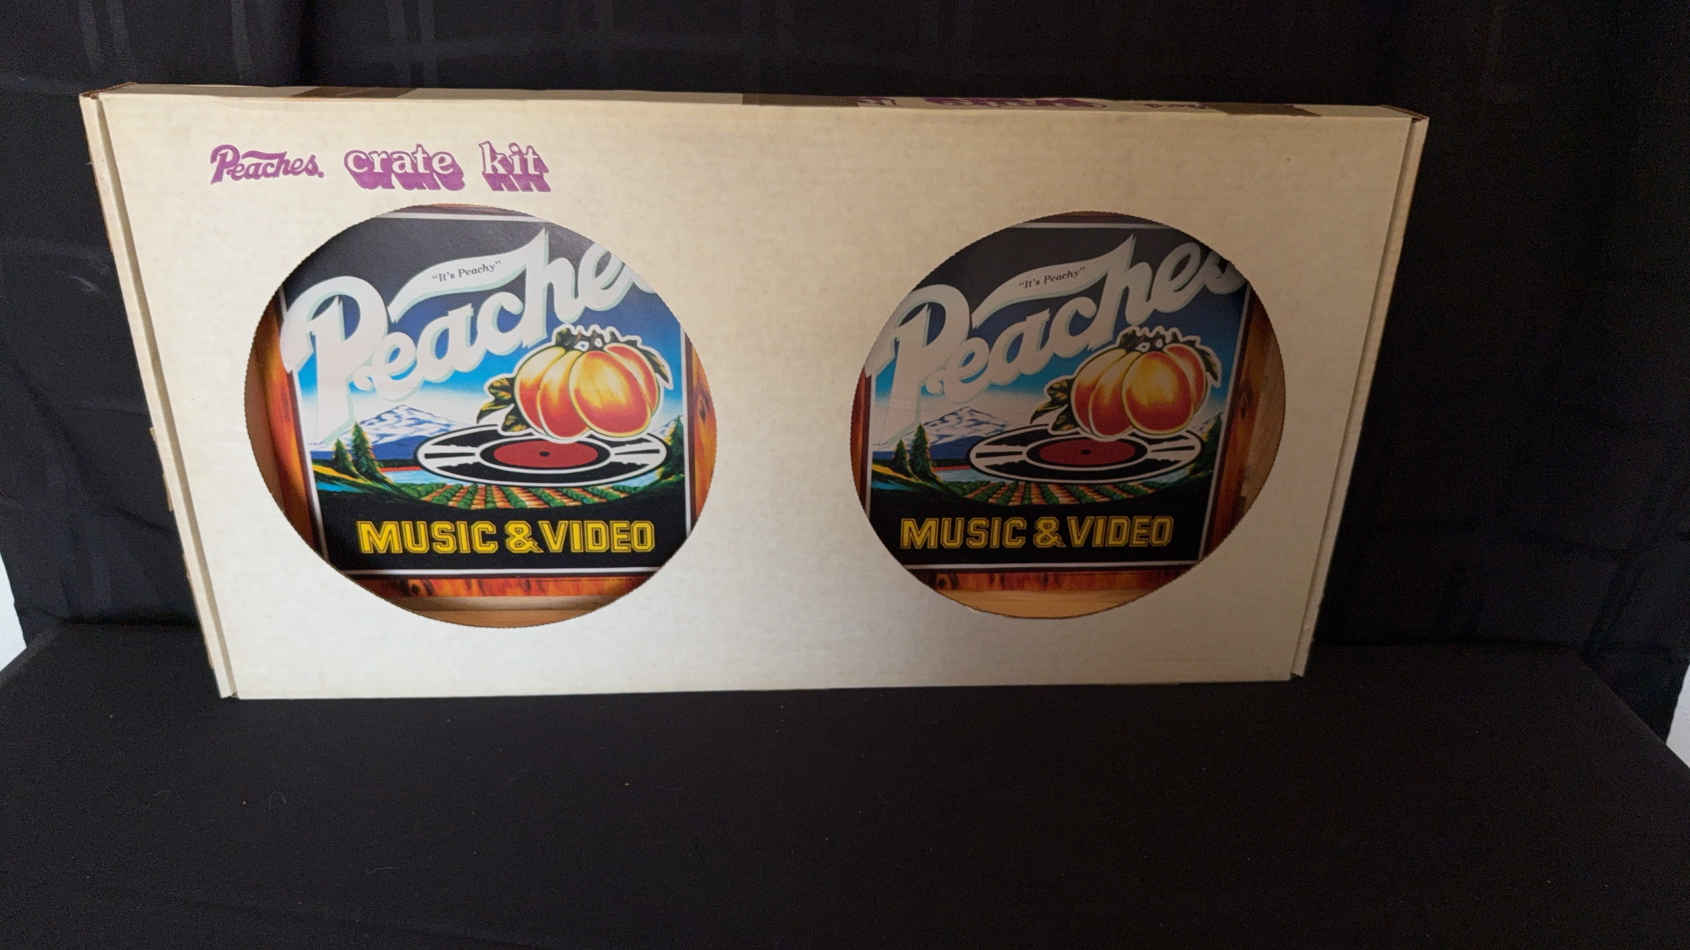 Peaches. crate kit
"It's Peachy"
Peaches
MUSIC & VIDEO
"It's Peachy"
Peaches
MUSIC & VIDEO